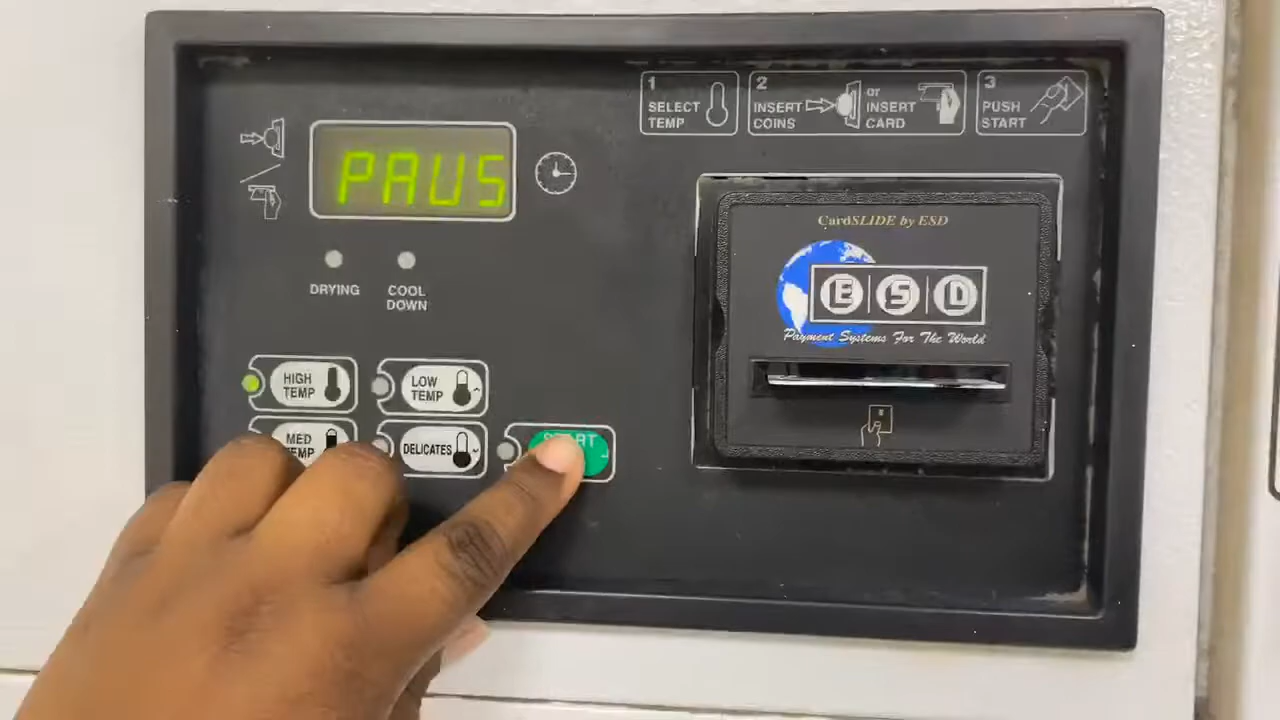 1
SELECT
TEMP
2
INSERT
COINS
or
INSERT
CARD
3
PUSH
START
PAUS
CardSLIDE by ESD
E S D
Payment Systems For The World
DRYING
COOL
DOWN
HIGH
TEMP
LOW
TEMP
MED
TEMP
DELICATES
START